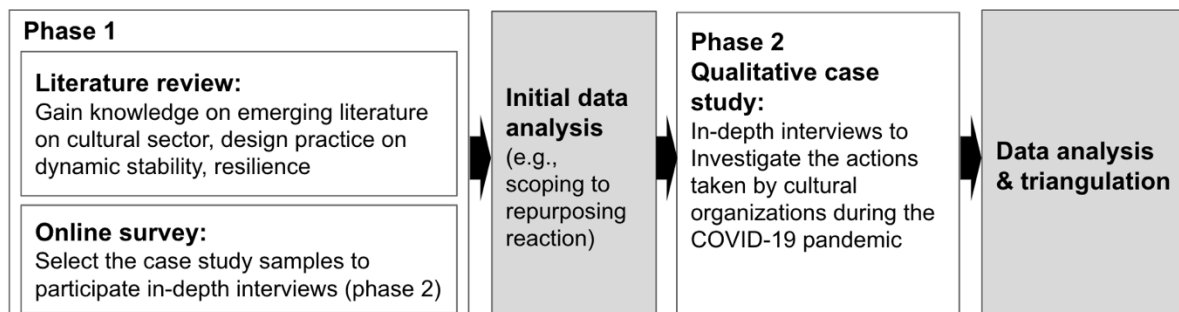 Phase 1
Literature review:
Gain knowledge on emerging literature
on cultural sector, design practice on
dynamic stability, resilience
Online survey:
Select the case study samples to
participate in-depth interviews (phase 2)
Initial data
analysis
(e.g.,
scoping to
repurposing
reaction)
Phase 2
Qualitative case
study:
In-depth interviews to
Investigate the actions
taken by cultural
organizations during the
COVID-19 pandemic
Data analysis
& triangulation